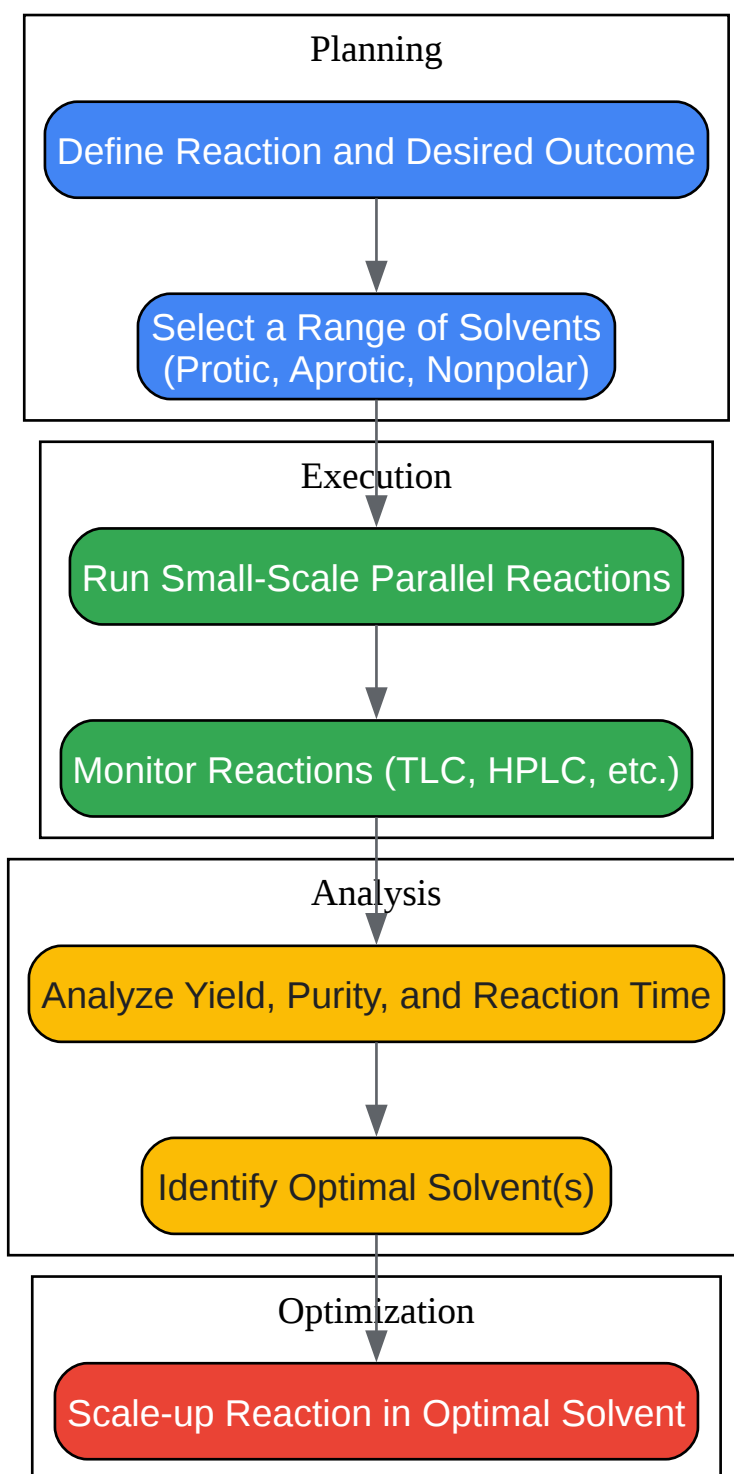 Planning
Define Reaction and Desired Outcome
Select a Range of Solvents
(Protic, Aprotic, Nonpolar)
Execution
Run Small-Scale Parallel Reactions
Monitor Reactions (TLC, HPLC, etc.)
Analysis
Analyze Yield, Purity, and Reaction Time
Identify Optimal Solvent(s)
Optimization
Scale-up Reaction in Optimal Solvent